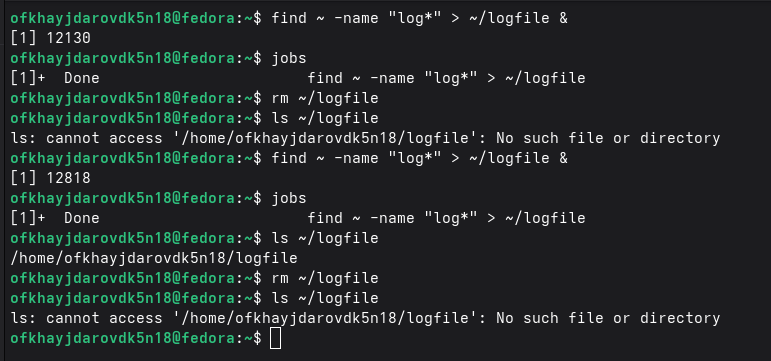 ofkhayjdarovdk5n18@fedora:~$ find ~ -name "log*" > ~/logfile &
[1] 12130
ofkhayjdarovdk5n18@fedora:~$ jobs
[1]+  Done                    find ~ -name "log*" > ~/logfile
ofkhayjdarovdk5n18@fedora:~$ rm ~/logfile
ofkhayjdarovdk5n18@fedora:~$ ls ~/logfile
ls: cannot access '/home/ofkhayjdarovdk5n18/logfile': No such file or directory
ofkhayjdarovdk5n18@fedora:~$ find ~ -name "log*" > ~/logfile &
[1] 12818
ofkhayjdarovdk5n18@fedora:~$ jobs
[1]+  Done                    find ~ -name "log*" > ~/logfile
ofkhayjdarovdk5n18@fedora:~$ ls ~/logfile
/home/ofkhayjdarovdk5n18/logfile
ofkhayjdarovdk5n18@fedora:~$ rm ~/logfile
ofkhayjdarovdk5n18@fedora:~$ ls ~/logfile
ls: cannot access '/home/ofkhayjdarovdk5n18/logfile': No such file or directory
ofkhayjdarovdk5n18@fedora:~$